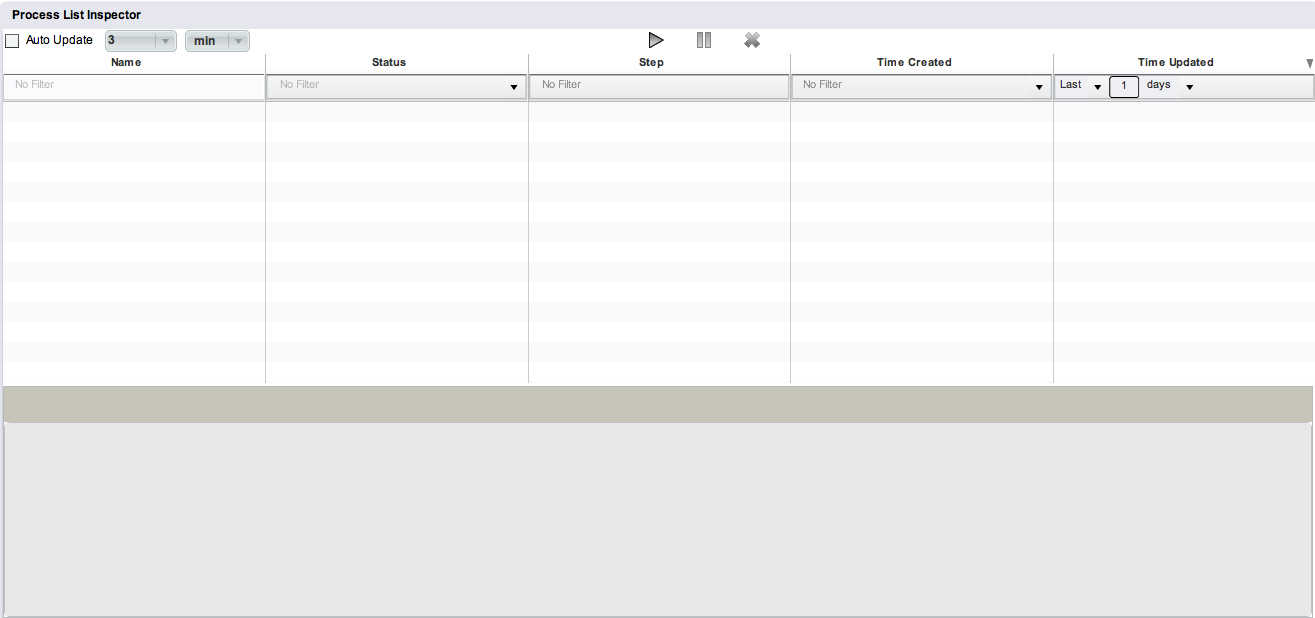 Process List Inspector
Auto Update 3 min
Name Status Step Time Created Time Updated
No Filter No Filter No Filter No Filter Last 1 days